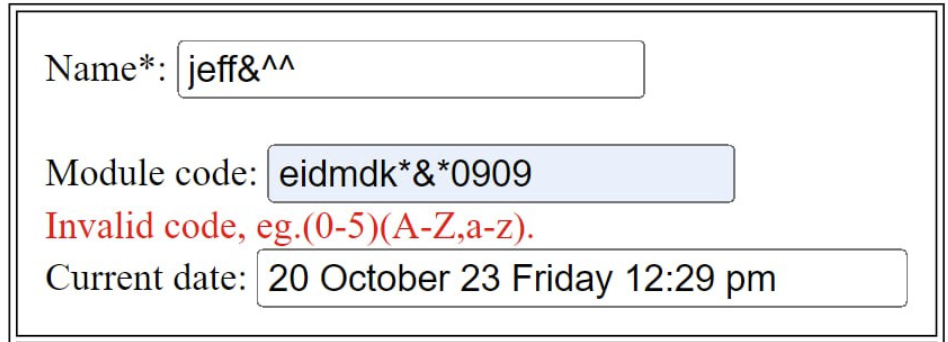 Name*: jeff&^^
Module code: eidmdk*&*0909
Invalid code, eg.(0-5)(A-Z,a-z).
Current date: 20 October 23 Friday 12:29 pm